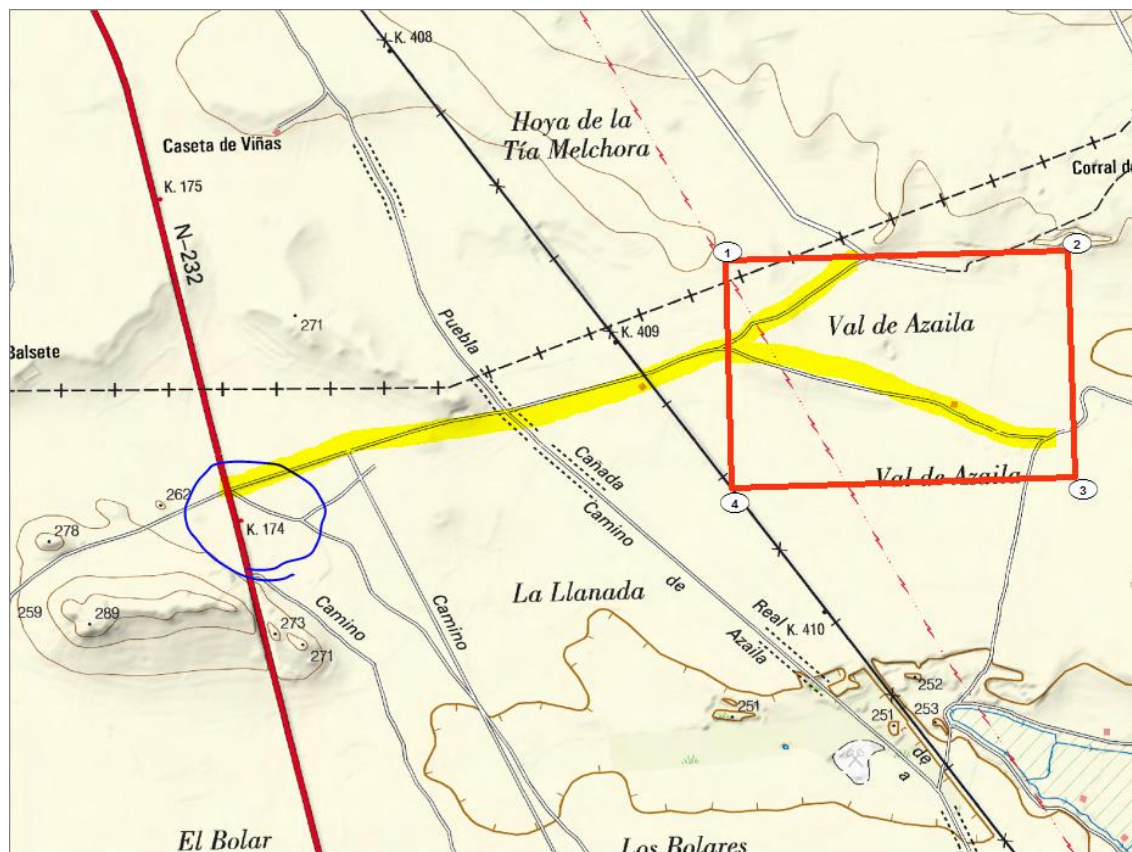 K. 408
Hoya de la
Tía Melchora
Caseta de Viñas
K. 175
Corral de
N-232
1
2
271
Puebla
K. 409
Val de Azaila
Balsete
Cañada
Val de Azaila
262
3
4
K. 174
278
Camino
de
La Llanada
Real
259
289
Camino
Camino
273
K. 410
Azaila
271
252
251
251
253
de
a
El Bolar
Los Bolares